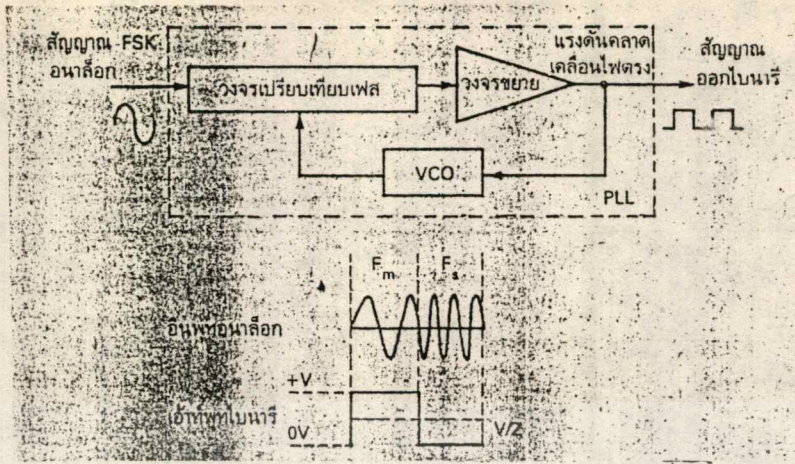 สัญญาณ FSK
อนาล็อก
วงจรเปรียบเทียบเฟส
วงจรขยาย
แรงดันคลาด
เคลื่อนไฟตรง
สัญญาณ
ออกไบนารี
VCO
PLL
Fm Fs
อินพุทอนาล็อก
+V
เอ้าท์พุทไบนารี
0V
V/2